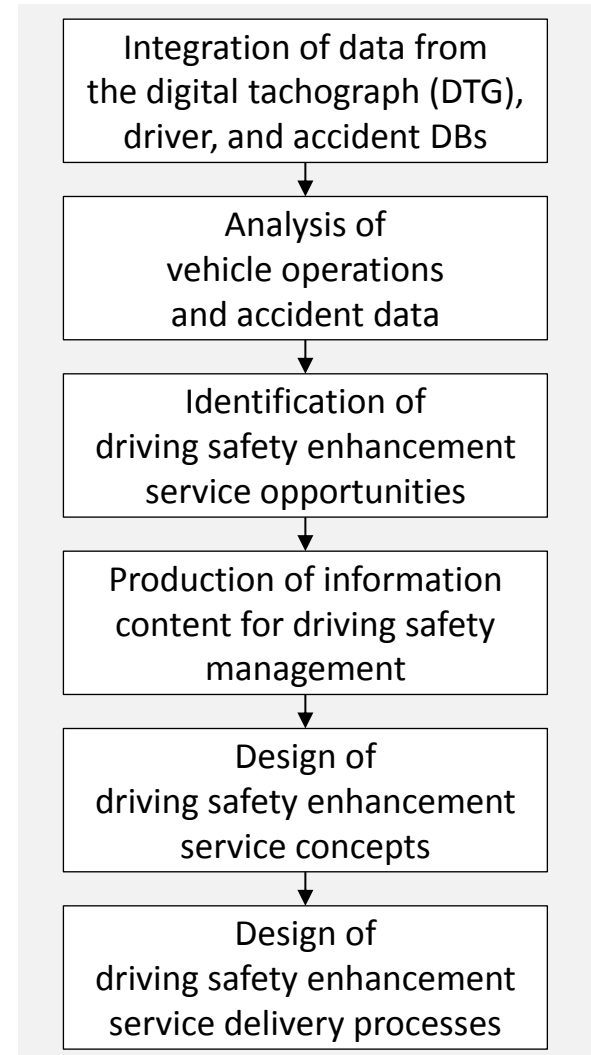 Integration of data from
the digital tachograph (DTG),
driver, and accident DBs
Analysis of
vehicle operations
and accident data
Identification of
driving safety enhancement
service opportunities
Production of information
content for driving safety
management
Design of
driving safety enhancement
service concepts
Design of
driving safety enhancement
service delivery processes